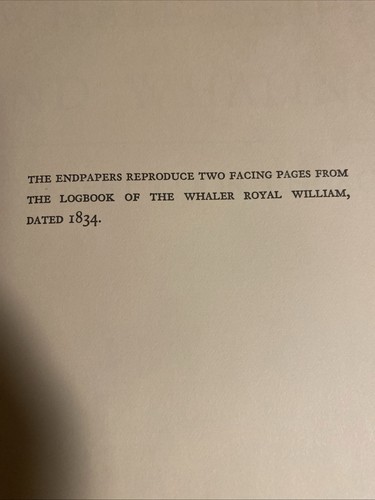 THE ENDPAPERS REPRODUCE TWO FACING PAGES FROM
THE LOGBOOK OF THE WHALER ROYAL WILLIAM,
DATED 1834.